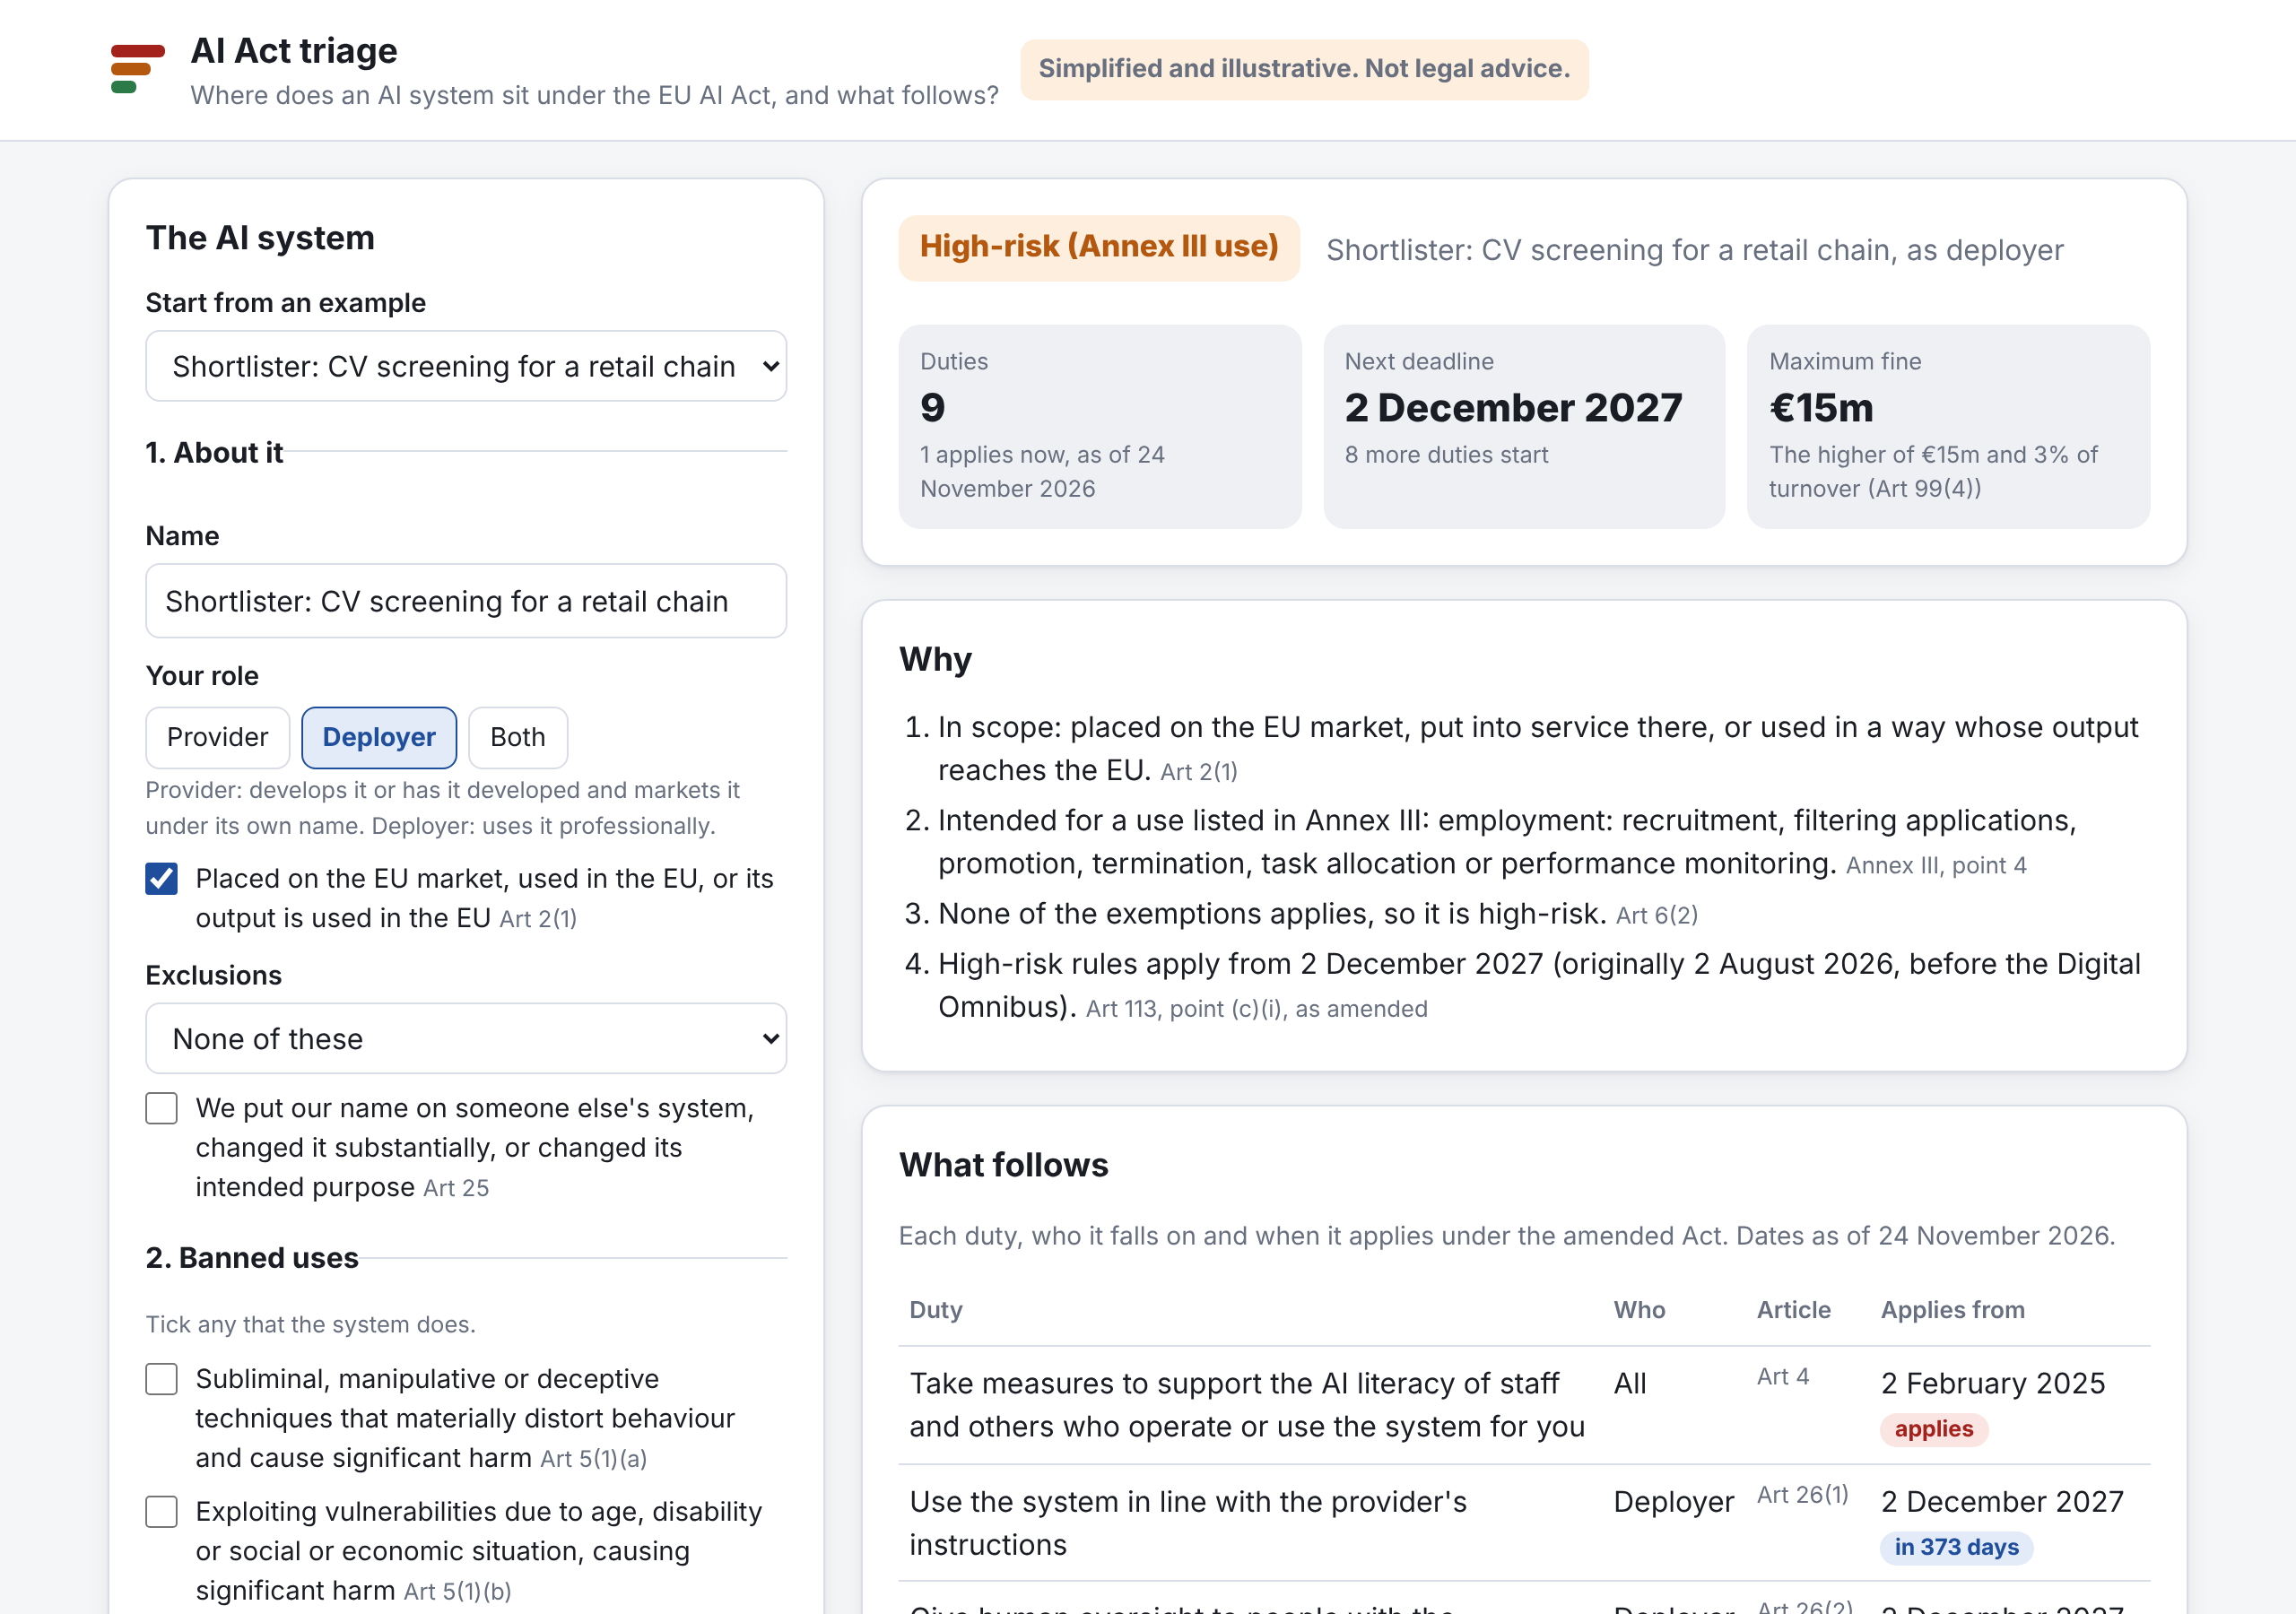 AI Act triage
Where does an AI system sit under the EU AI Act, and what follows?
Simplified and illustrative. Not legal advice.
The AI system
Start from an example
Shortlister: CV screening for a retail chain
1. About it
Name
Shortlister: CV screening for a retail chain
Your role
Provider
Deployer
Both
Provider: develops it or has it developed and markets it
under its own name. Deployer: uses it professionally.
Placed on the EU market, used in the EU, or its
output is used in the EU Art 2(1)
Exclusions
None of these
We put our name on someone else's system,
changed it substantially, or changed its
intended purpose Art 25
2. Banned uses
Tick any that the system does.
Subliminal, manipulative or deceptive
techniques that materially distort behaviour
and cause significant harm Art 5(1)(a)
Exploiting vulnerabilities due to age, disability
or social or economic situation, causing
significant harm Art 5(1)(b)
High-risk (Annex III use)
Shortlister: CV screening for a retail chain, as deployer
Duties
9
1 applies now, as of 24
November 2026
Next deadline
2 December 2027
8 more duties start
Maximum fine
€15m
The higher of €15m and 3% of
turnover (Art 99(4))
Why
1. In scope: placed on the EU market, put into service there, or used in a way whose output
reaches the EU. Art 2(1)
2. Intended for a use listed in Annex III: employment: recruitment, filtering applications,
promotion, termination, task allocation or performance monitoring. Annex III, point 4
3. None of the exemptions applies, so it is high-risk. Art 6(2)
4. High-risk rules apply from 2 December 2027 (originally 2 August 2026, before the Digital
Omnibus). Art 113, point (c)(i), as amended
What follows
Each duty, who it falls on and when it applies under the amended Act. Dates as of 24 November 2026.
Duty Who Article Applies from
Take measures to support the AI literacy of staff
and others who operate or use the system for you
All
Art 4
2 February 2025
applies
Use the system in line with the provider's
instructions
Deployer
Art 26(1)
2 December 2027
in 373 days
Give human oversight to people with the
Deployer
Art 26(2)
2 December 2027